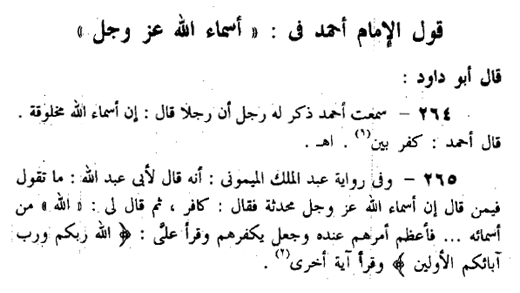 قول الإمام أحمد فى : « أسماء الله عز وجل »
قال أبو داود :
٢٦٤ – سمعت أحمد ذكر له رجل أن رجلا قال : إن أسماء الله مخلوقة .
قال أحمد : كفر بين(١) . اهـ .
٢٦٥ – وفى رواية عبد الملك الميمونى : أنه قال لأبى عبد الله : ما تقول
فيمن قال إن أسماء الله عز وجل محدثة فقال : كافر ، ثم قال لى : « الله » من
أسمائه ... فأعظم أمرهم عنده وجعل يكفرهم وقرأ علىَّ : ﴿ الله ربكم ورب
آبائكم الأولين ﴾ وقرأ آية أخرى(٢) .